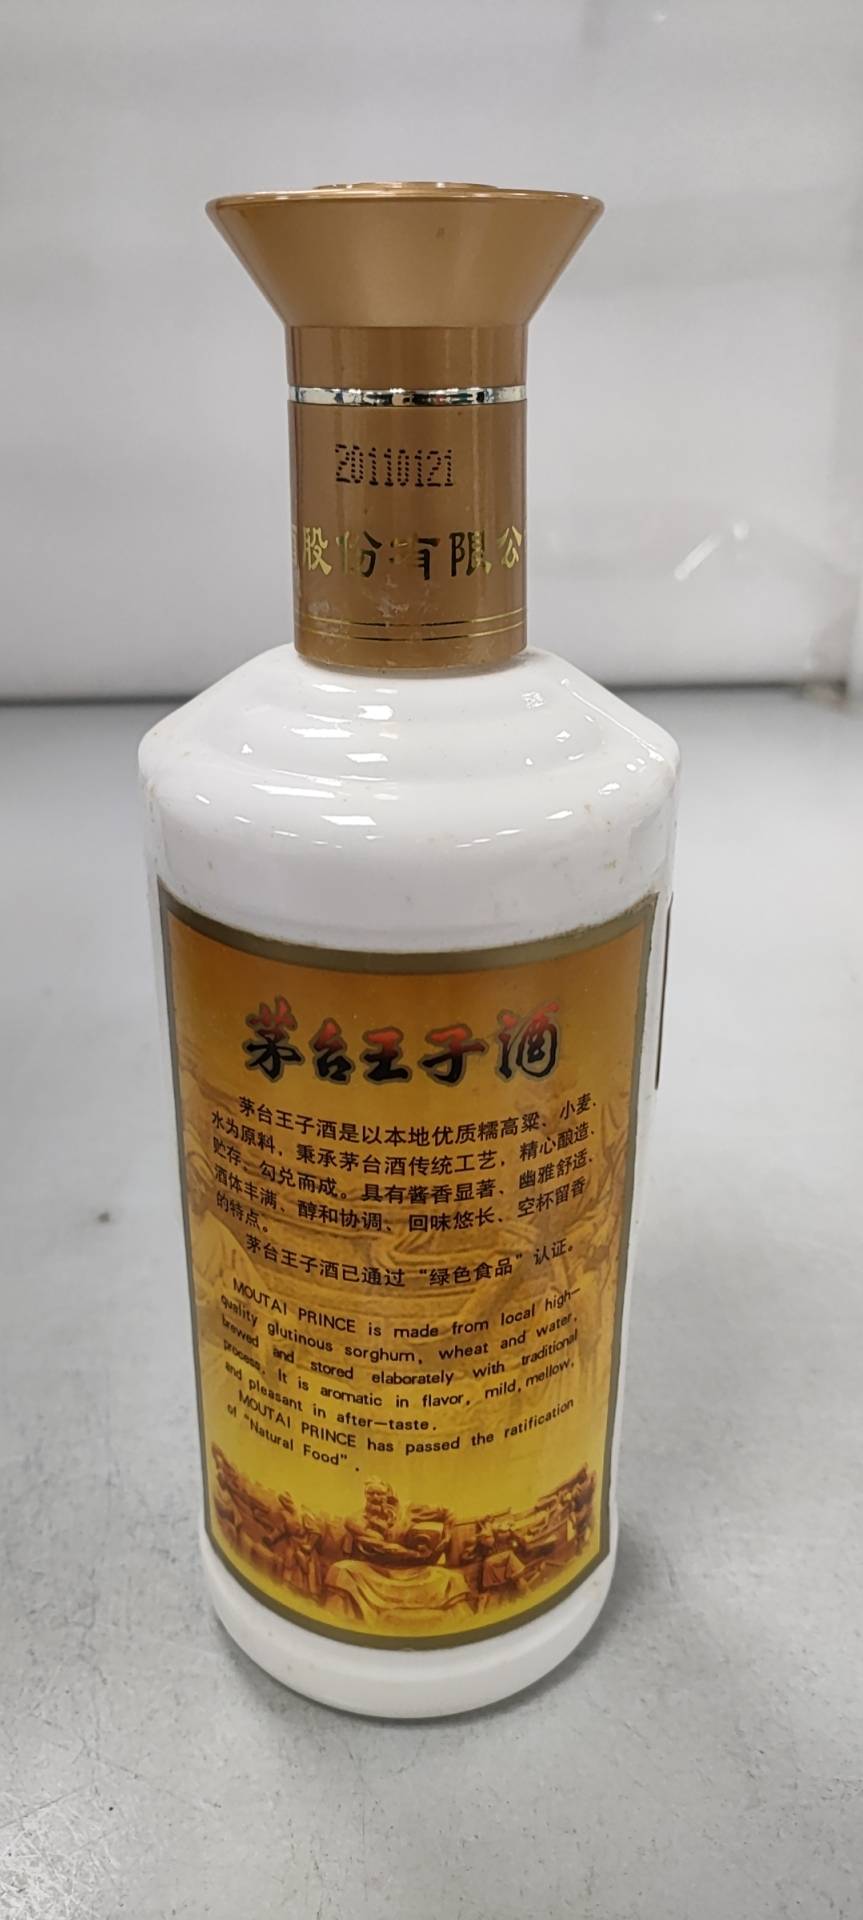 20110121
股份有限公
茅台王子酒
茅台王子酒是以本地优质糯高粱、小麦、
水为原料，秉承茅台酒传统工艺，精心酿造、
贮存、勾兑而成。具有酱香显著、幽雅舒适、
酒体丰满、醇和协调、回味悠长、空杯留香
的特点。
茅台王子酒已通过“绿色食品”认证。
MOUTAI PRINCE is made from local high—
quality glutinous sorghum, wheat and water,
brewed and stored elaborately with traditional
process. It is aromatic in flavor, mild, mellow,
and pleasant in after—taste.
MOUTAI PRINCE has passed the ratification
of "Natural Food".